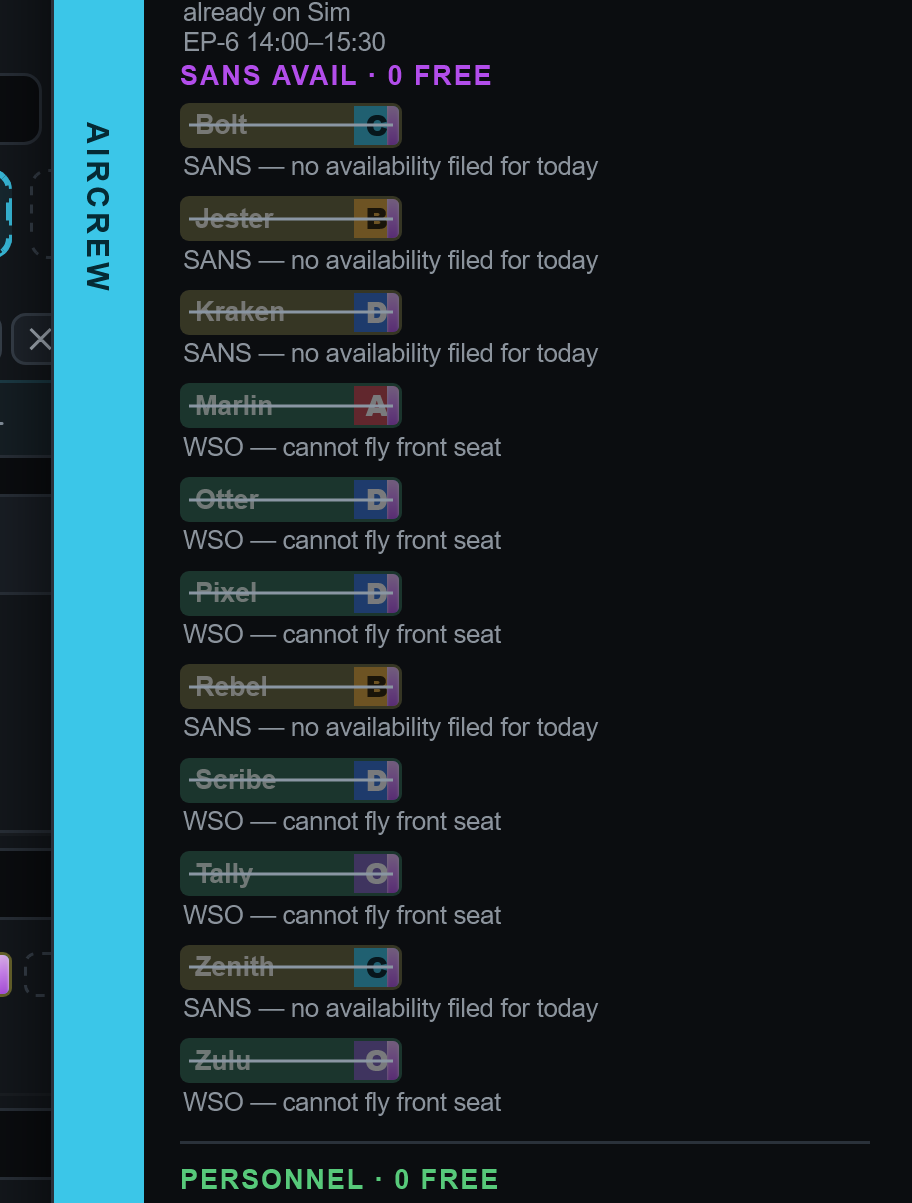 already on Sim
EP-6 14:00–15:30
SANS AVAIL · 0 FREE
AIRCREW
Bolt C
SANS — no availability filed for today
Jester B
SANS — no availability filed for today
Kraken D
SANS — no availability filed for today
Marlin A
WSO — cannot fly front seat
Otter D
WSO — cannot fly front seat
Pixel D
WSO — cannot fly front seat
Rebel B
SANS — no availability filed for today
Scribe D
WSO — cannot fly front seat
Tally O
WSO — cannot fly front seat
Zenith C
SANS — no availability filed for today
Zulu O
WSO — cannot fly front seat
PERSONNEL · 0 FREE